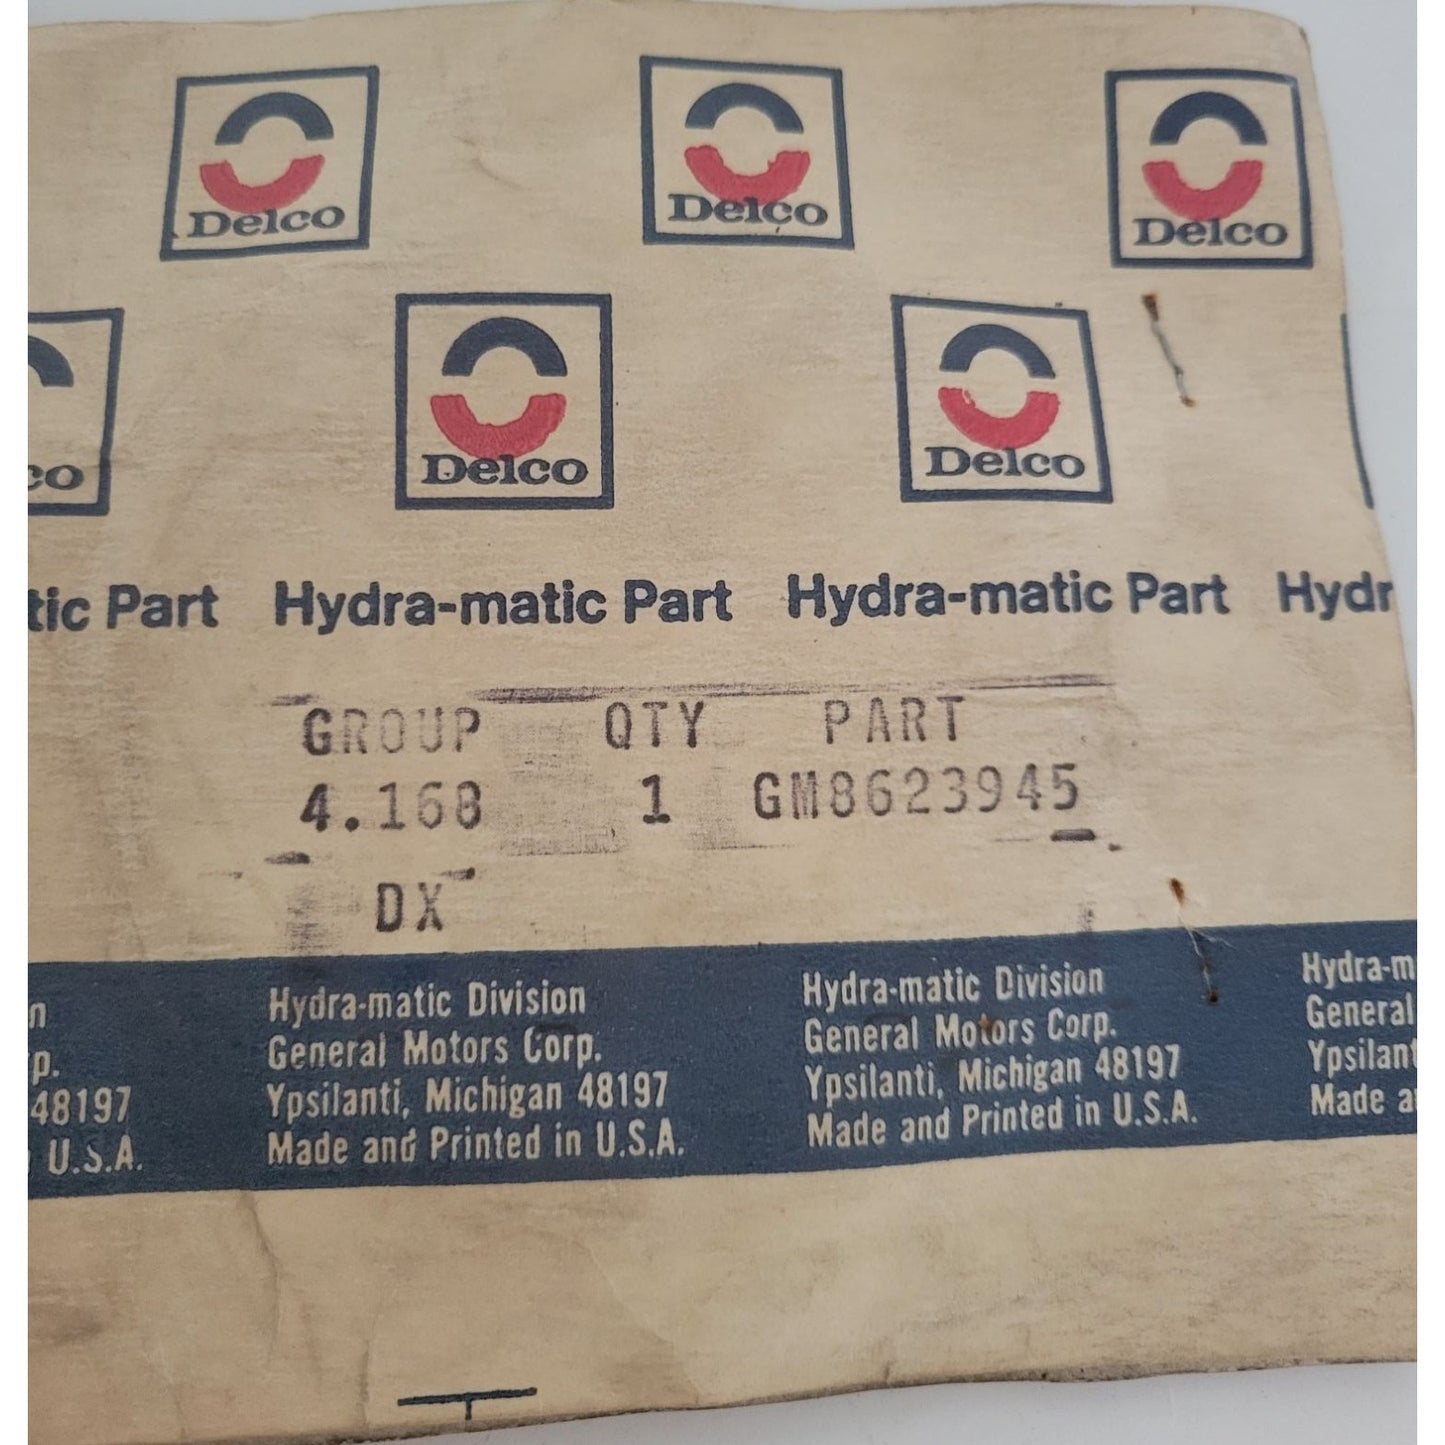 Delco Delco Delco
co Delco Delco
tic Part Hydra-matic Part Hydra-matic Part Hydr
GROUP QTY PART
4.168 1 GM8623945
DX
n Hydra-matic Division Hydra-matic Division Hydra-m
p. General Motors Corp. General Motors Corp. General
48197 Ypsilanti, Michigan 48197 Ypsilanti, Michigan 48197 Ypsilant
U.S.A. Made and Printed in U.S.A. Made and Printed in U.S.A. Made a